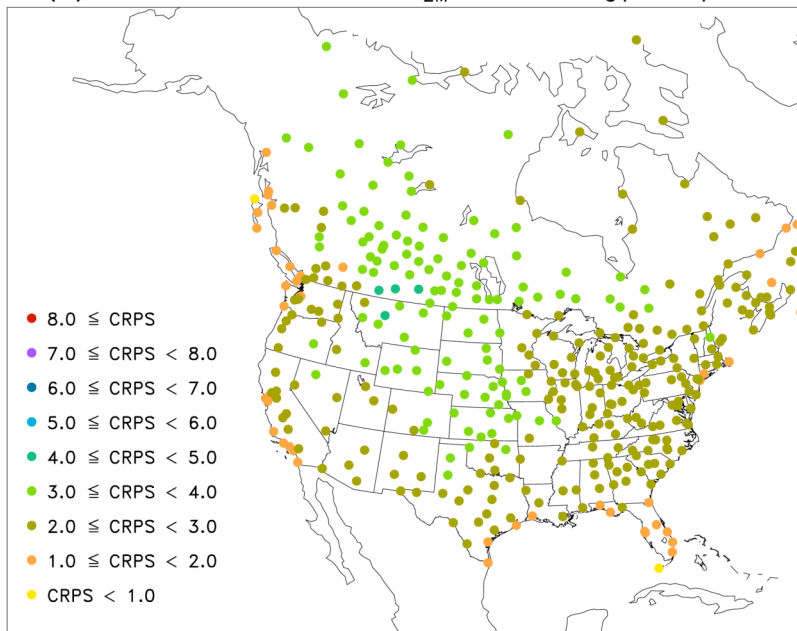 8.0 ≦ CRPS
7.0 ≦ CRPS < 8.0
6.0 ≦ CRPS < 7.0
5.0 ≦ CRPS < 6.0
4.0 ≦ CRPS < 5.0
3.0 ≦ CRPS < 4.0
2.0 ≦ CRPS < 3.0
1.0 ≦ CRPS < 2.0
CRPS < 1.0